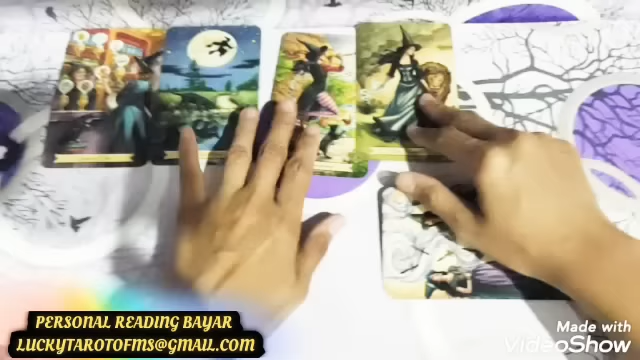 PERSONAL READING BAYAR
LUCKYTAROTOFMS@GMAIL.COM
Made with
VideoShow